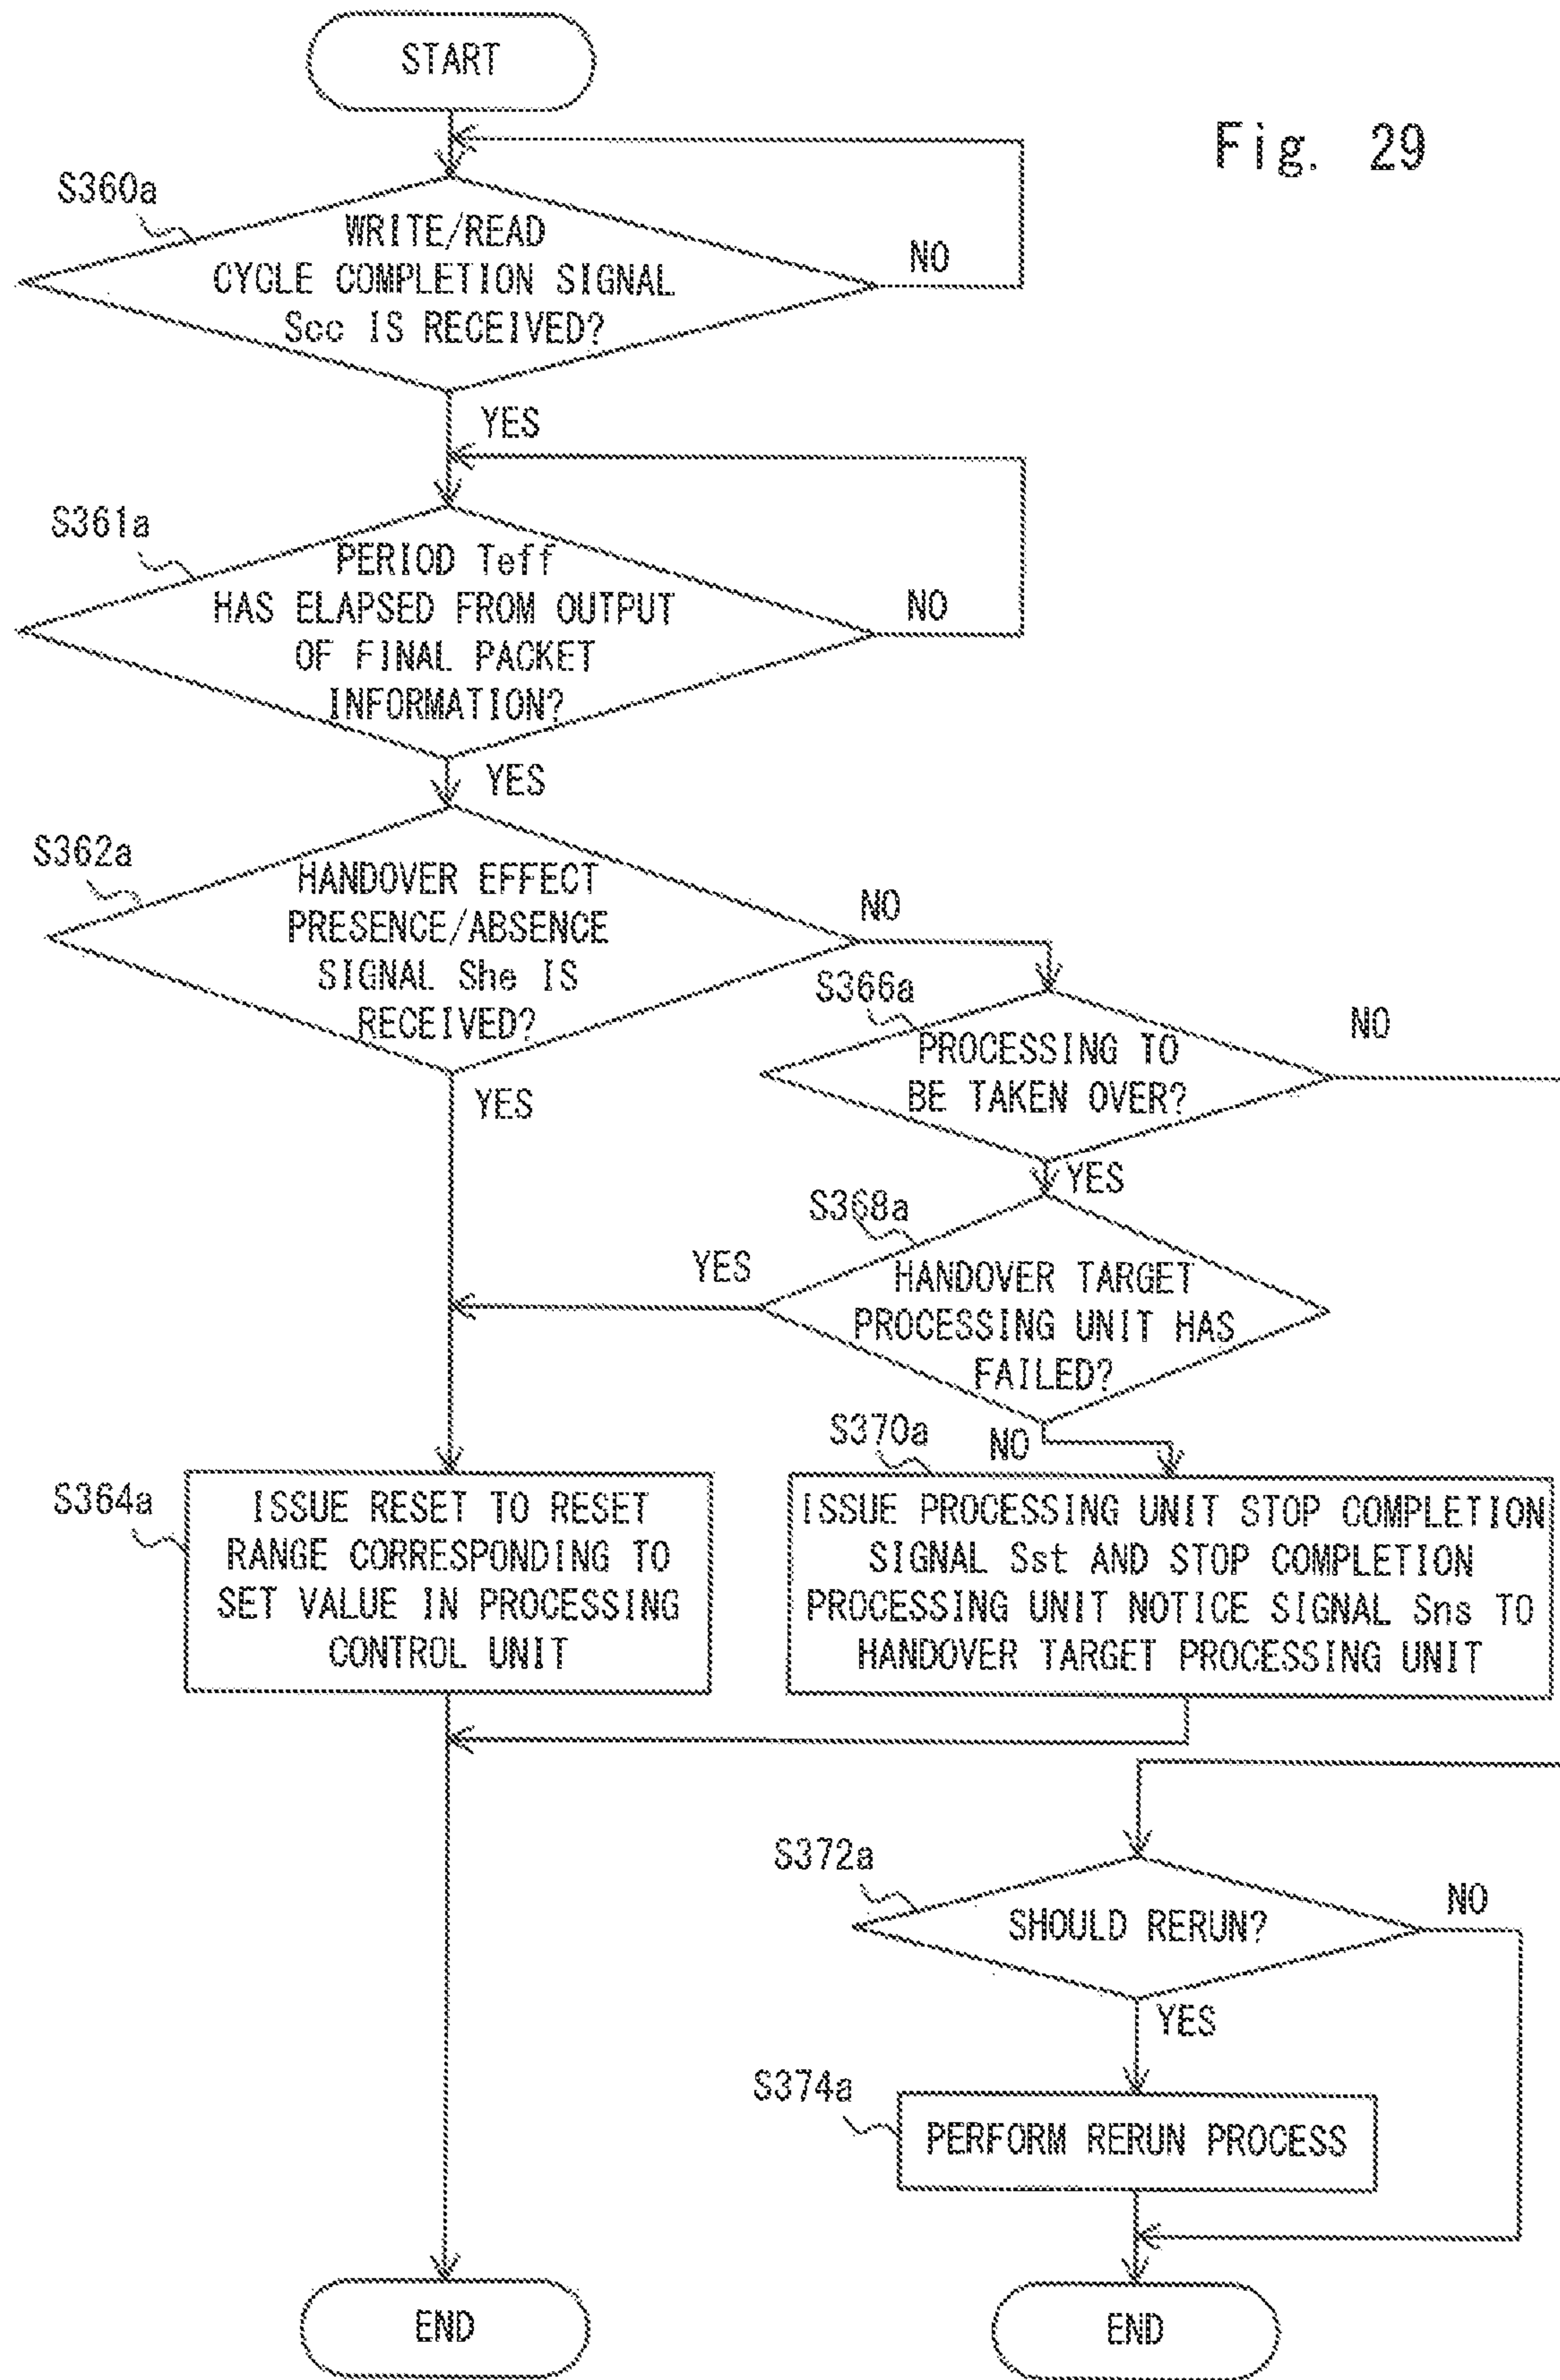 START
Fig. 29
S360a
WRITE/READ
CYCLE COMPLETION SIGNAL
Scc IS RECEIVED?
NO
YES
S361a
PERIOD Teff
HAS ELAPSED FROM OUTPUT
OF FINAL PACKET
INFORMATION?
NO
YES
S362a
HANDOVER EFFECT
PRESENCE/ABSENCE
SIGNAL She IS
RECEIVED?
NO
YES
S366a
PROCESSING TO
BE TAKEN OVER?
NO
YES
S368a
HANDOVER TARGET
PROCESSING UNIT HAS
FAILED?
YES
NO
S364a
ISSUE RESET TO RESET
RANGE CORRESPONDING TO
SET VALUE IN PROCESSING
CONTROL UNIT
S370a
ISSUE PROCESSING UNIT STOP COMPLETION
SIGNAL Sst AND STOP COMPLETION
PROCESSING UNIT NOTICE SIGNAL Sns TO
HANDOVER TARGET PROCESSING UNIT
S372a
SHOULD RERUN?
NO
YES
S374a
PERFORM RERUN PROCESS
END
END